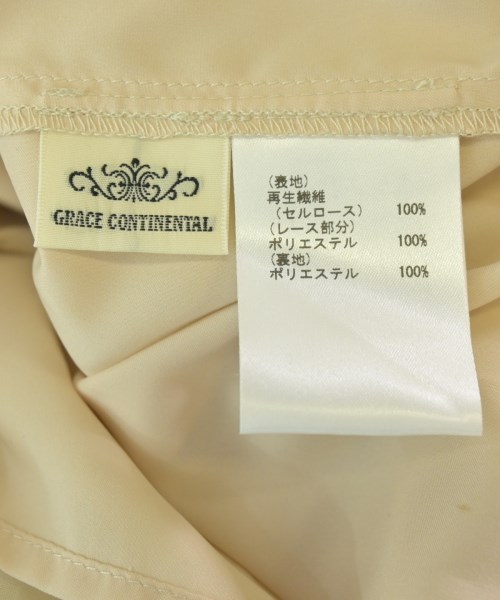 GRACE CONTINENTAL
(表地)
再生繊維
(セルロース) 100%
(レース部分)
ポリエステル 100%
(裏地)
ポリエステル 100%